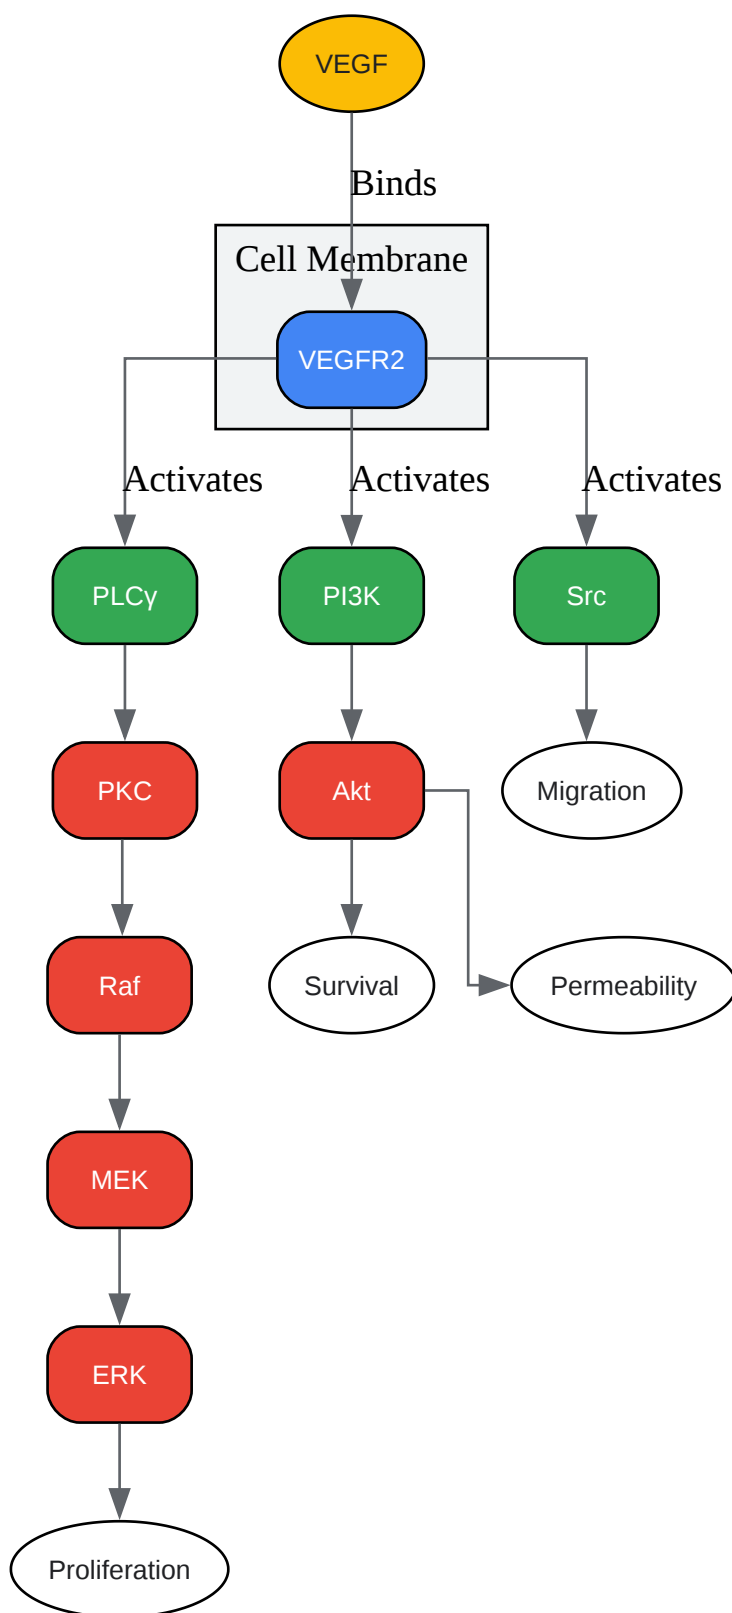 VEGF
Binds
Cell Membrane
VEGFR2
Activates
Activates
Activates
PLCγ
PI3K
Src
PKC
Akt
Migration
Raf
Survival
Permeability
MEK
ERK
Proliferation